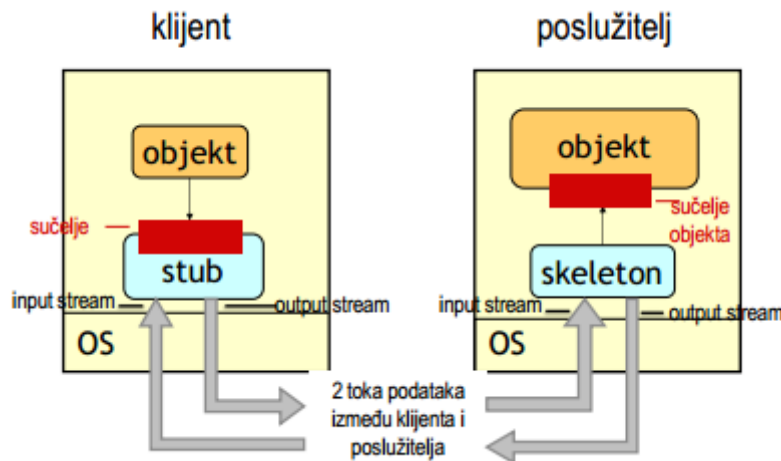 klijent
poslužitelj
objekt
objekt
sučelje
sučelje
objekta
stub
skeleton
input stream
output stream
input stream
output stream
OS
OS
2 toka podataka
između klijenta i
poslužitelja